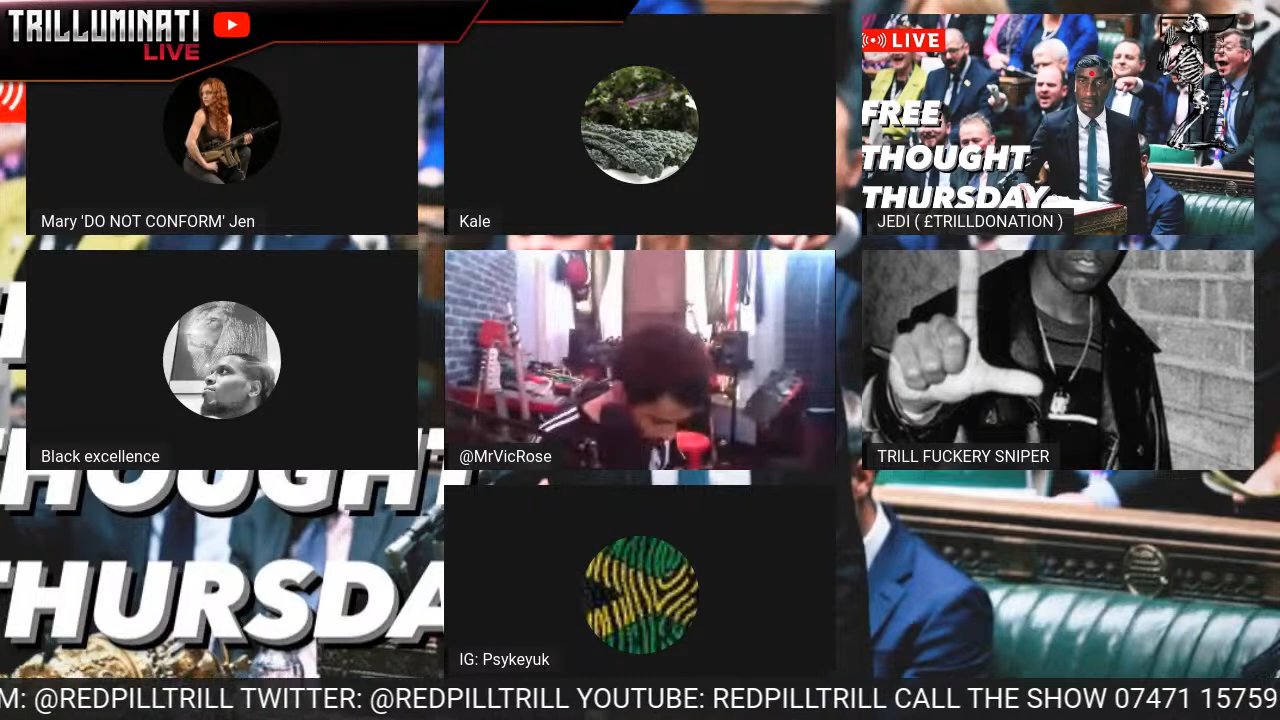 TRILLUMINATI
LIVE
LIVE
FREE
THOUGHT
THURSDAY
Mary 'DO NOT CONFORM' Jen
Kale
JEDI ( £TRILLDONATION )
Black excellence
@MrVicRose
TRILL FUCKERY SNIPER
THOUGHT
THURSDA
IG: Psykeyuk
M: @REDPILLTRILL TWITTER: @REDPILLTRILL YOUTUBE: REDPILLTRILL CALL THE SHOW 07471 15759